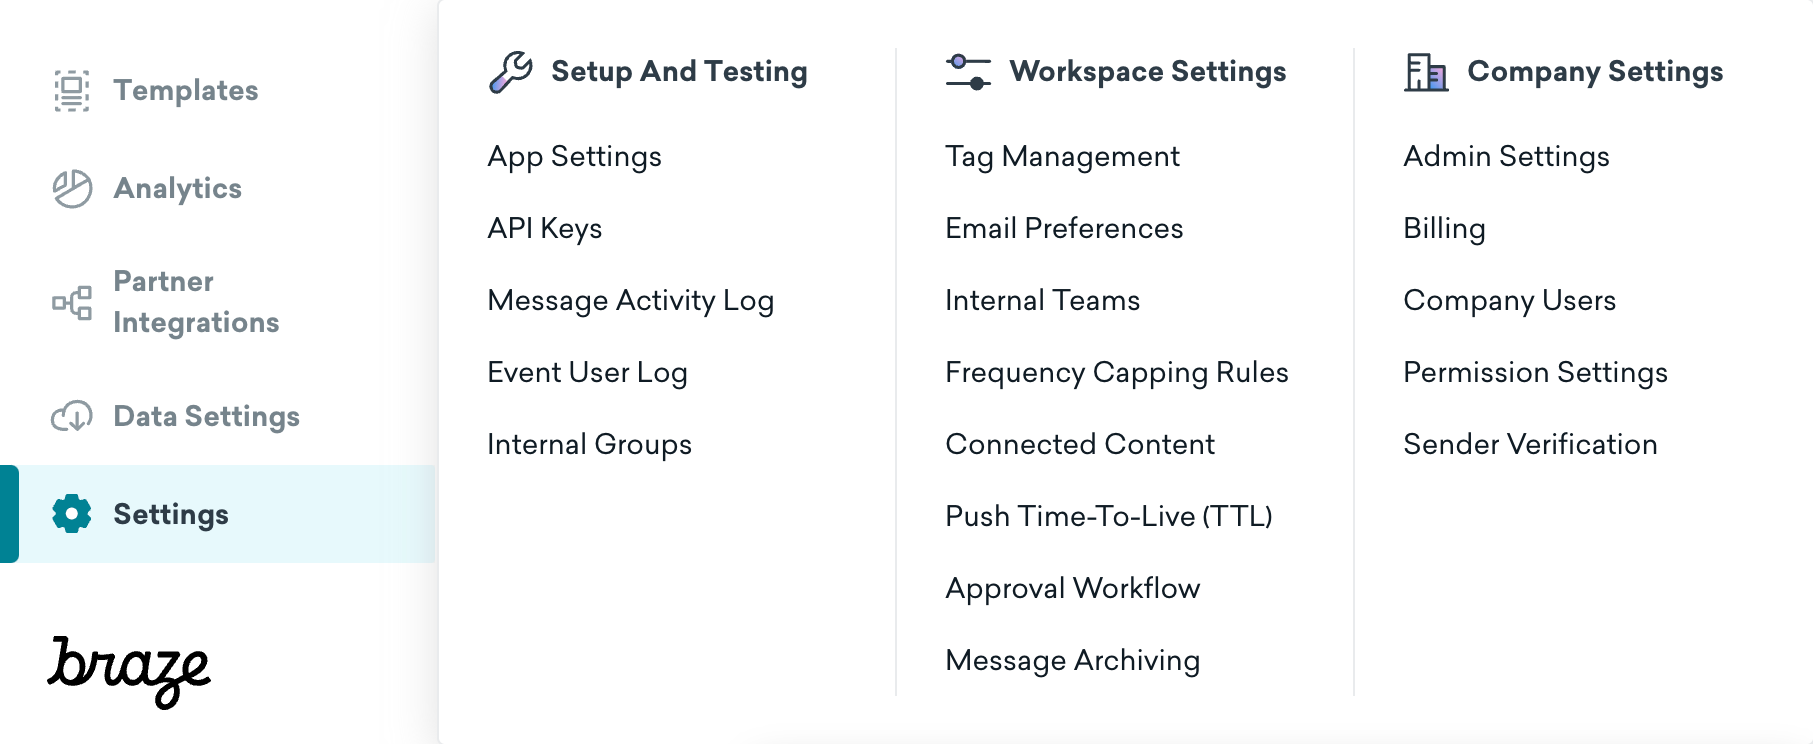 Templates
Analytics
Partner
Integrations
Data Settings
Settings
braze
Setup And Testing
App Settings
API Keys
Message Activity Log
Event User Log
Internal Groups
Workspace Settings
Tag Management
Email Preferences
Internal Teams
Frequency Capping Rules
Connected Content
Push Time-To-Live (TTL)
Approval Workflow
Message Archiving
Company Settings
Admin Settings
Billing
Company Users
Permission Settings
Sender Verification